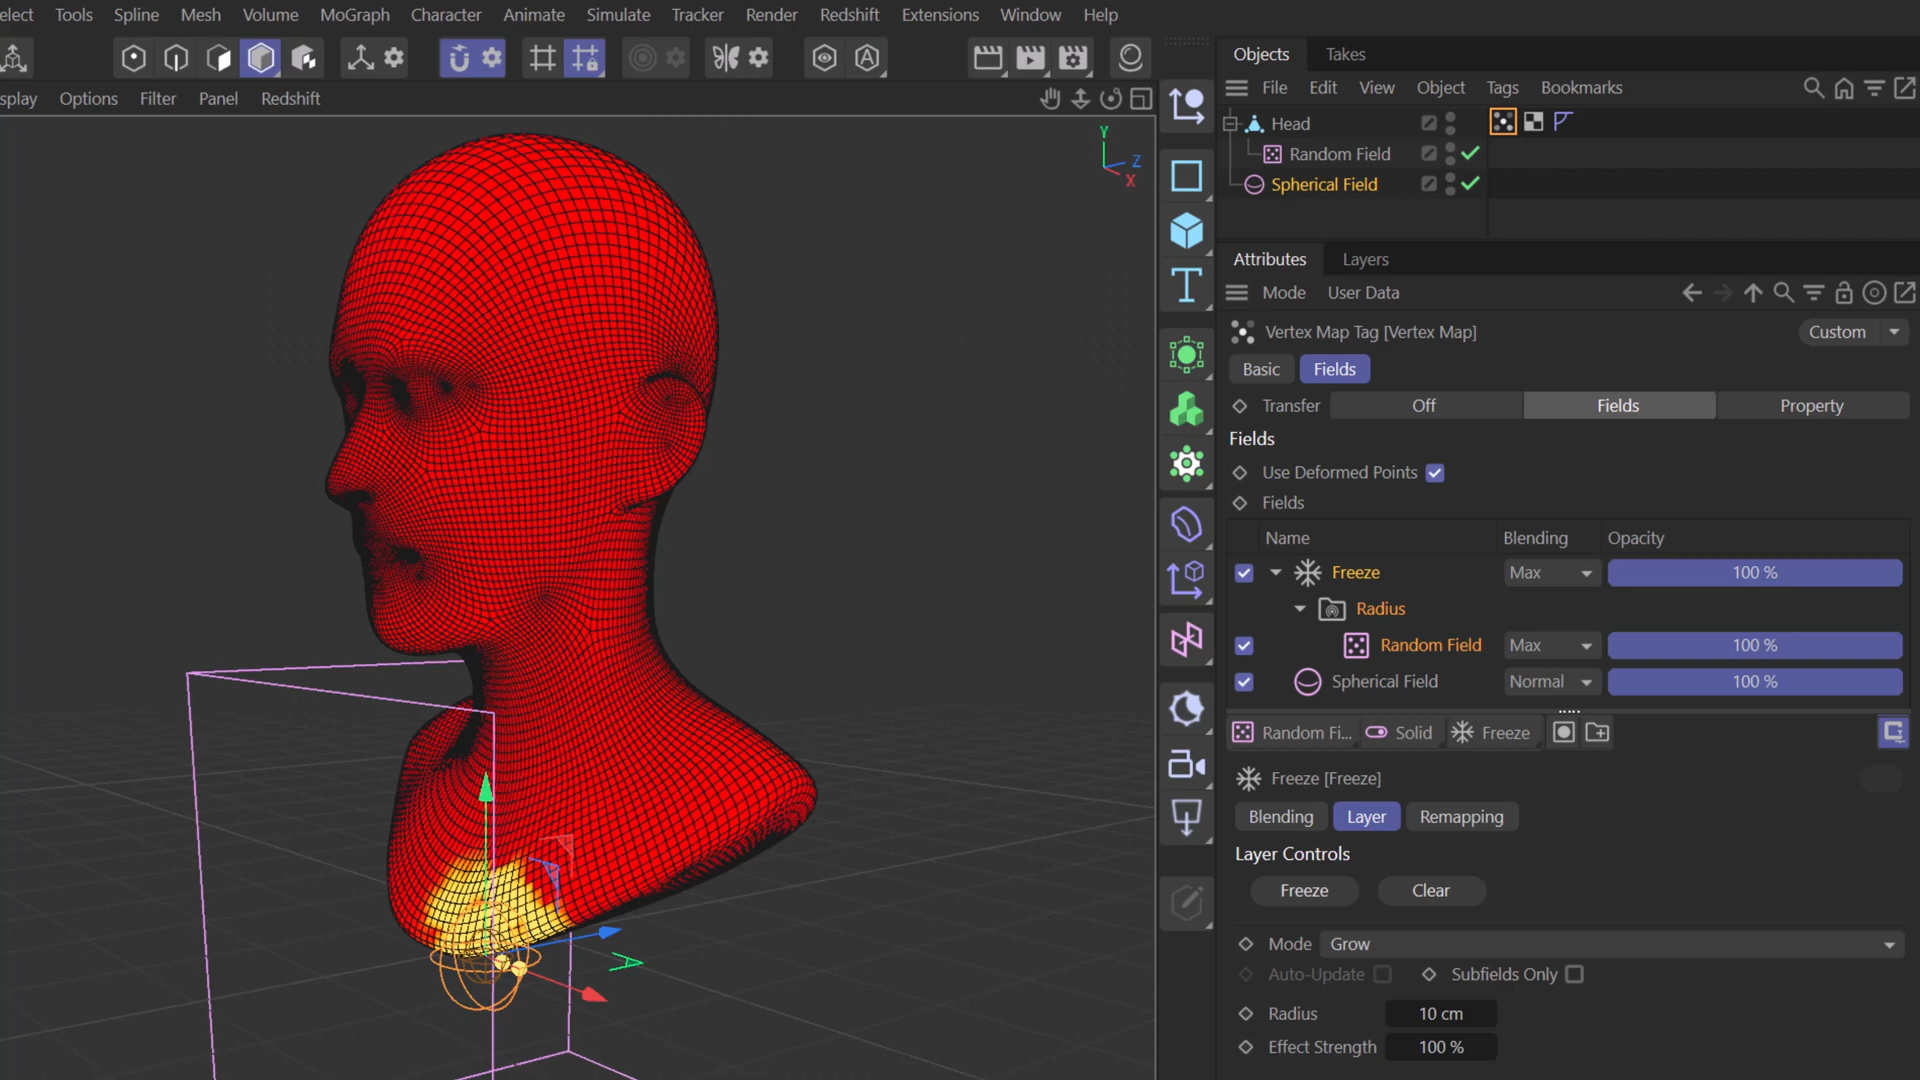 elect Tools Spline Mesh Volume MoGraph Character Animate Simulate Tracker Render Redshift Extensions Window Help
splay Options Filter Panel Redshift
Y
Z
X
Objects Takes
File Edit View Object Tags Bookmarks
Head
Random Field
Spherical Field
Attributes Layers
Mode User Data
Vertex Map Tag [Vertex Map] Custom
Basic Fields
Transfer Off Fields Property
Fields
Use Deformed Points
Fields
Name Blending Opacity
Freeze Max 100 %
Radius
Random Field Max 100 %
Spherical Field Normal 100 %
Random Fi... Solid Freeze
Freeze [Freeze]
Blending Layer Remapping
Layer Controls
Freeze Clear
Mode Grow
Auto-Update Subfields Only
Radius 10 cm
Effect Strength 100 %